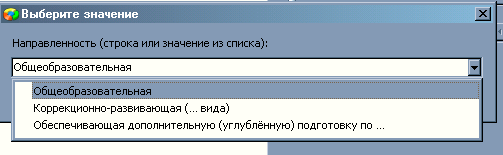 Выберите значение
Направленность (строка или значение из списка):
Общеобразовательная
Общеобразовательная
Коррекционно-развивающая (... вида)
Обеспечивающая дополнительную (углублённую) подготовку по ...